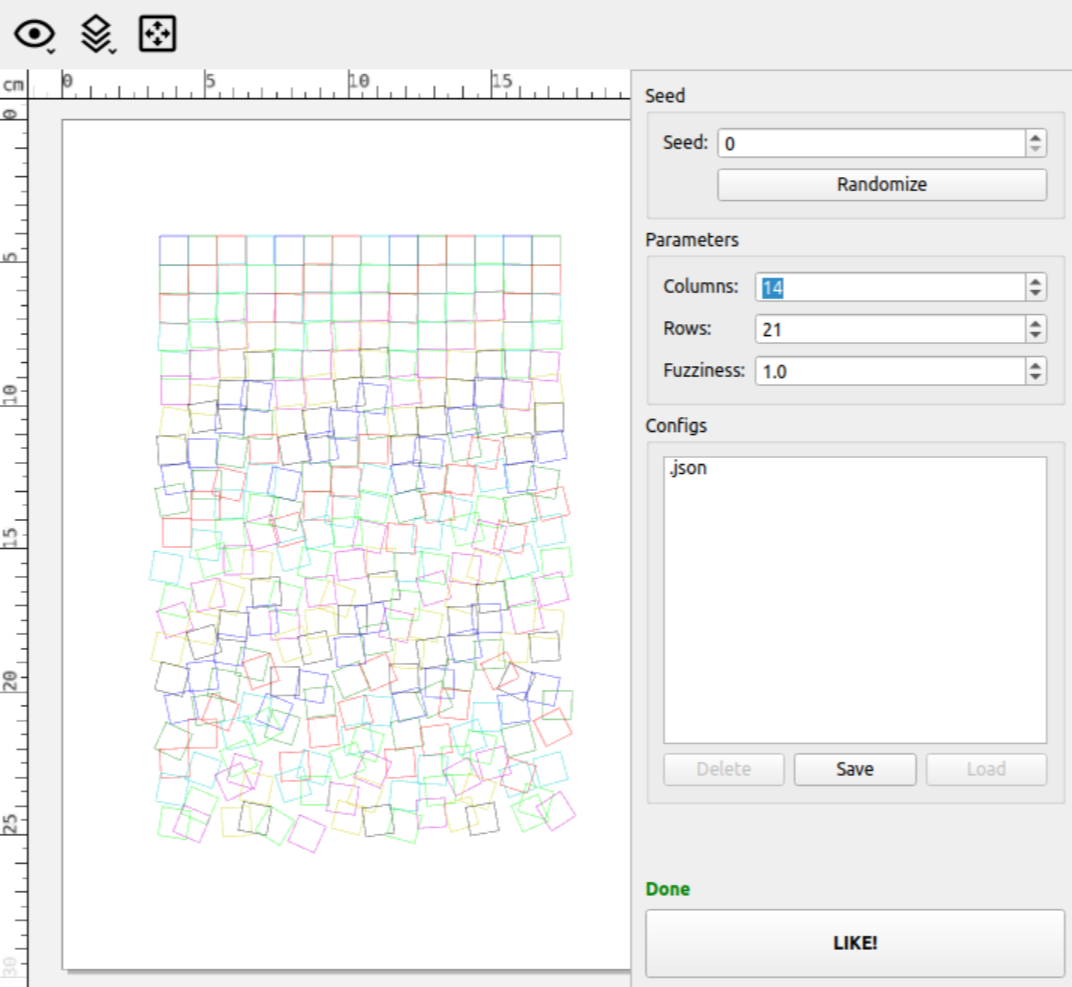 cm
0
5
10
15
0
5
10
15
20
25
30
Seed
Seed: 0
Randomize
Parameters
Columns: 14
Rows: 21
Fuzziness: 1.0
Configs
.json
Delete Save Load
Done
LIKE!